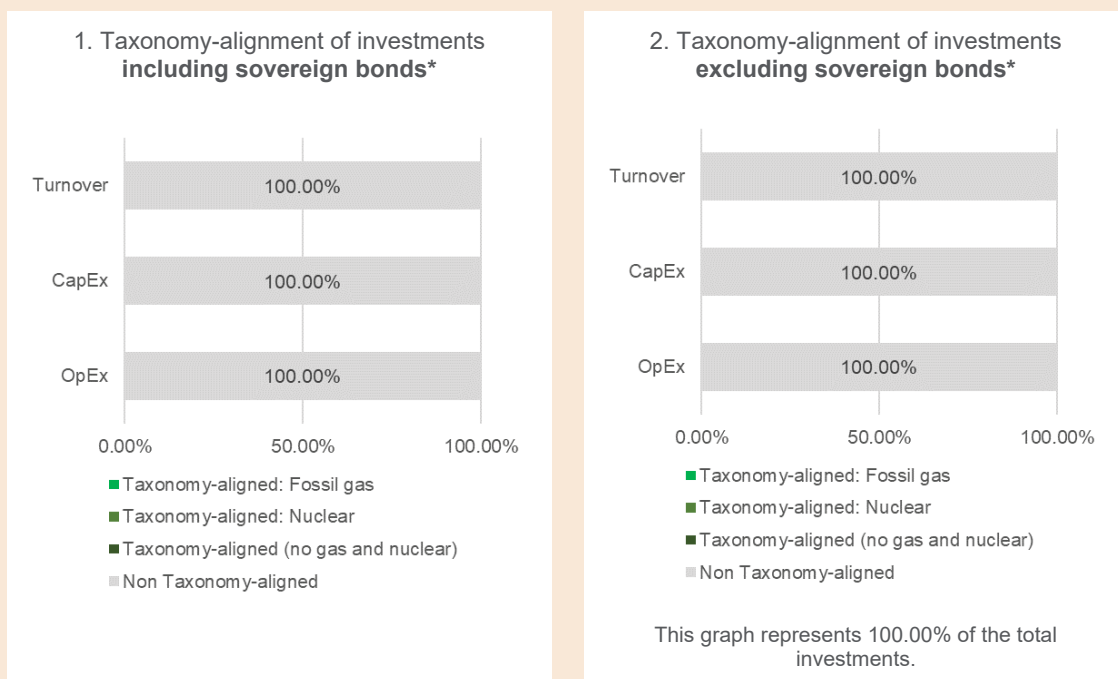 1. Taxonomy-alignment of investments
including sovereign bonds*
Turnover
100.00%
CapEx
100.00%
OpEx
100.00%
0.00%
50.00%
100.00%
Taxonomy-aligned: Fossil gas
Taxonomy-aligned: Nuclear
Taxonomy-aligned (no gas and nuclear)
Non Taxonomy-aligned
2. Taxonomy-alignment of investments
excluding sovereign bonds*
Turnover
100.00%
CapEx
100.00%
OpEx
100.00%
0.00%
50.00%
100.00%
Taxonomy-aligned: Fossil gas
Taxonomy-aligned: Nuclear
Taxonomy-aligned (no gas and nuclear)
Non Taxonomy-aligned
This graph represents 100.00% of the total
investments.